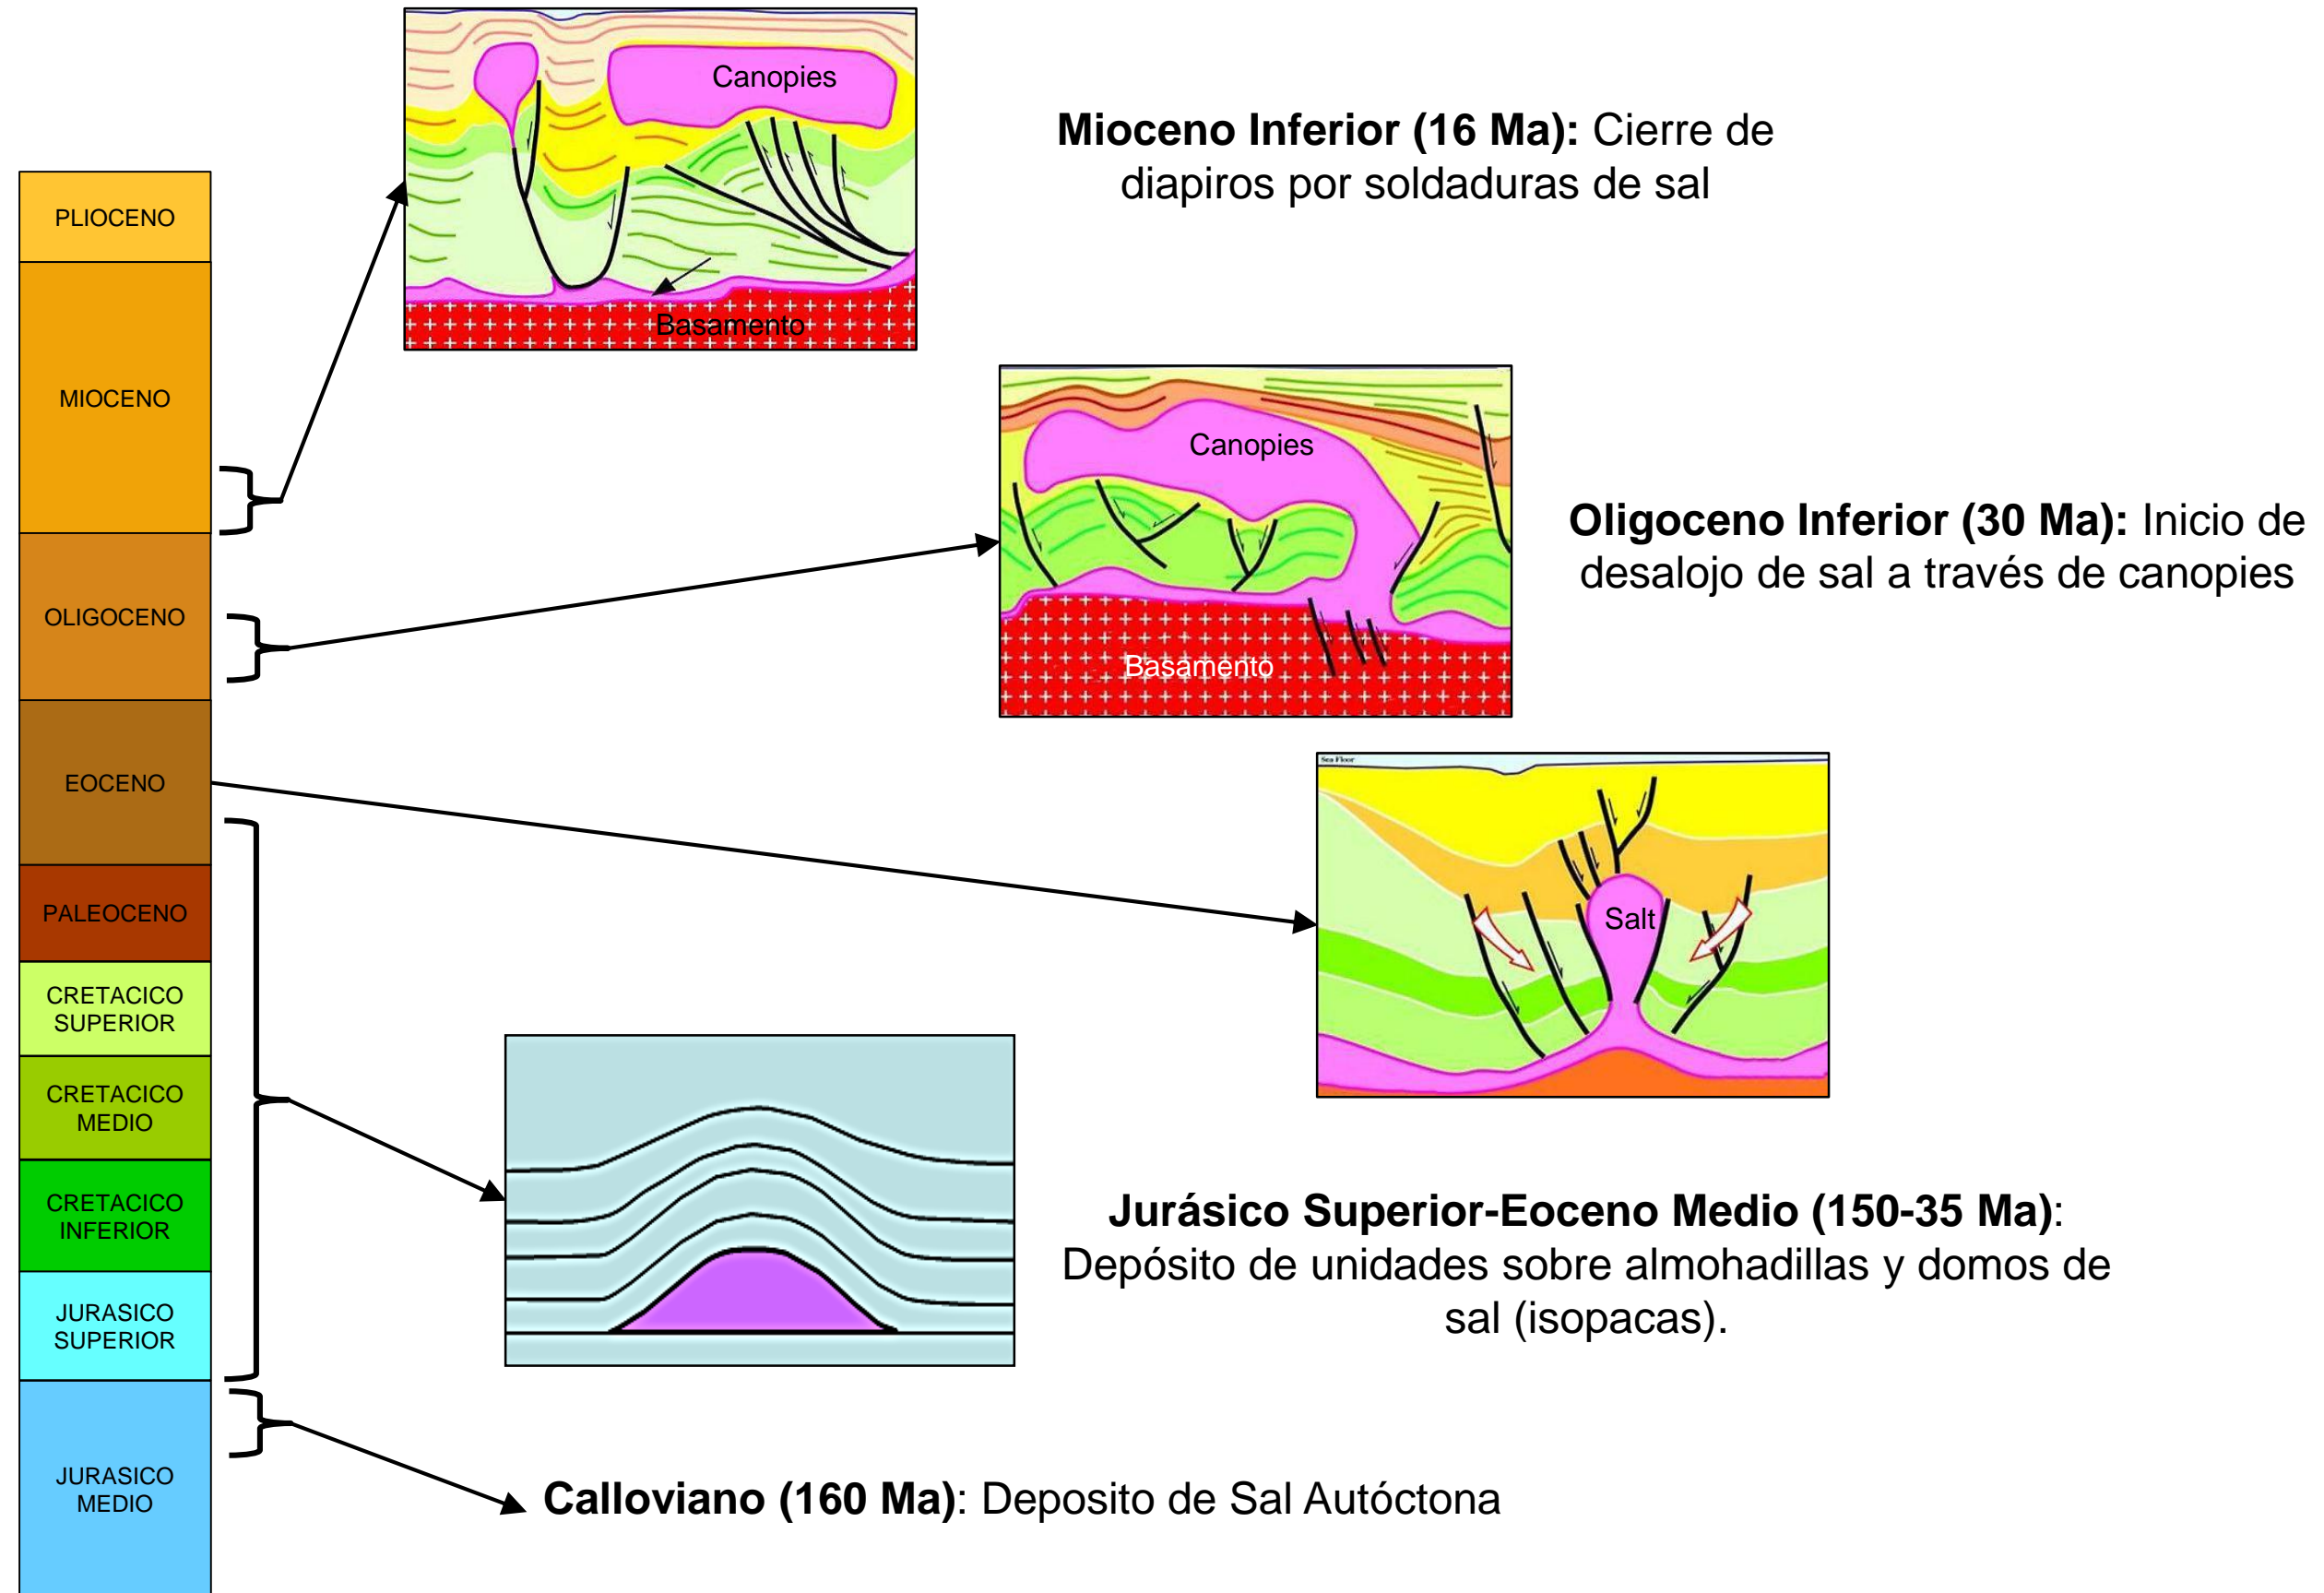 Canopies
Basamento
Mioceno Inferior (16 Ma): Cierre de
diapiros por soldaduras de sal
PLIOCENO
MIOCENO
OLIGOCENO
EOCENO
PALEOCENO
CRETACICO
SUPERIOR
CRETACICO
MEDIO
CRETACICO
INFERIOR
JURASICO
SUPERIOR
JURASICO
MEDIO
Canopies
Basamento
Oligoceno Inferior (30 Ma): Inicio de
desalojo de sal a través de canopies
Sea Floor
Salt
Jurásico Superior-Eoceno Medio (150-35 Ma):
Depósito de unidades sobre almohadillas y domos de
sal (isopacas).
Calloviano (160 Ma): Deposito de Sal Autóctona